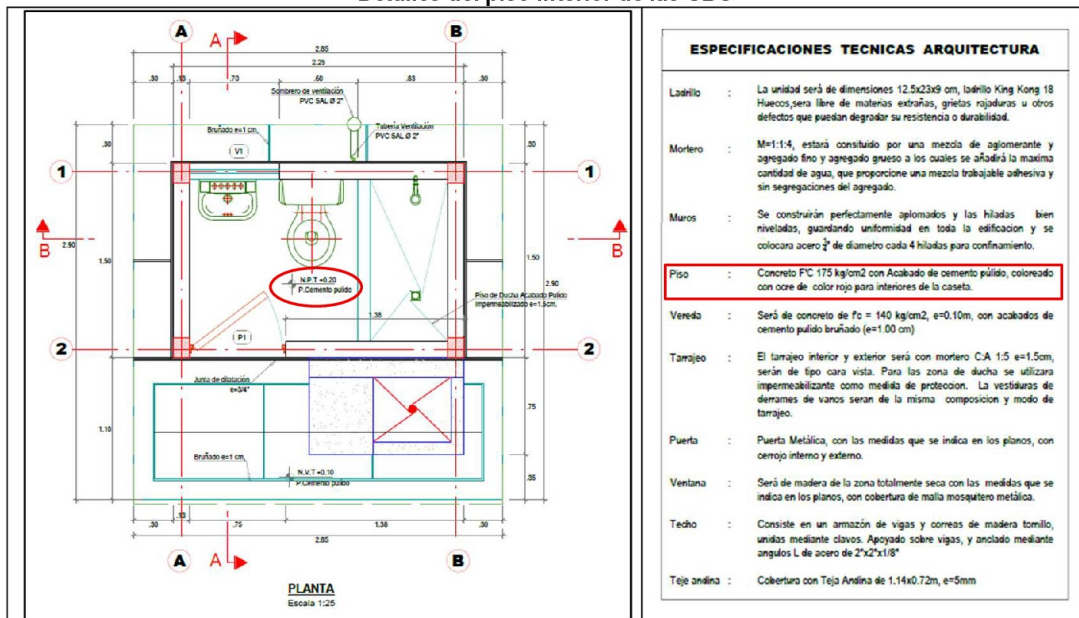 A
A
B
2.85
2.25
.30
.13
.70
.60
.83
.30
Sombrero de ventilación
PVC SAL Ø 2"
Bruñado e=1 cm.
Tubería Ventilación
PVC SAL Ø 2"
.30
.30
V1
1
1
B
B
2.90
1.50
1.50
2.90
N.P.T +0.20
P.Cemento pulido
Piso de Ducha Acabado Pulido
Impermeabilizado e=1.5cm.
1.38
P1
2
2
Junta de dilatación
e=3/4"
.75
1.10
Bruñado e=1 cm.
N.V.T +0.10
P.Cemento pulido
.35
.30
.13
.75
1.38
.30
2.85
A
A
B
PLANTA
Escala 1:25
ESPECIFICACIONES TECNICAS ARQUITECTURA
Ladrillo : La unidad será de dimensiones 12.5x23x9 cm, ladrillo King Kong 18
Huecos,sera libre de materias extrañas, grietas rajaduras u otros
defectos que puedan degradar su resistencia o durabilidad.
Mortero : M=1:1:4, estará consituido por una mezcla de aglomerante y
agregado fino y agregado grueso a los cuales se añadirá la maxima
cantidad de agua, que proporcione una mezcla trabajable adhesiva y
sin segregaciones del agregado.
Muros : Se construirán perfectamente aplomados y las hiladas bien
niveladas, guardando uniformidad en toda la edificacion y se
colocara acero de diametro cada 4 hiladas para confinamiento.
Piso : Concreto F'C 175 kg/cm2 con Acabado de cemento púlido, coloreado
con ocre de color rojo para interiores de la caseta.
Vereda : Será de concreto de f'c = 140 kg/cm2, e=0.10m, con acabados de
cemento pulido bruñado (e=1.00 cm)
Tarrajeo : El tarrajeo interior y exterior será con mortero C:A 1:5 e=1.5cm,
serán de tipo cara vista. Para las zona de ducha se utilizara
impermeabilizante como medida de proteccion. La vestiduras de
derrames de vanos seran de la misma composicion y modo de
tarrajeo.
Puerta : Puerta Metálica, con las medidas que se indica en los planos, con
cerrojo interno y externo.
Ventana : Será de madera de la zona totalmente seca con las medidas que se
indica en los planos, con cobertura de malla mosquitero metálica.
Techo : Consiste en un armazón de vigas y correas de madera tornillo,
unidas mediante clavos. Apoyado sobre vigas, y anclado mediante
angulos L de acero de 2"x2"x1/8"
Teje andina : Cobertura con Teja Andina de 1.14x0.72m, e=5mm